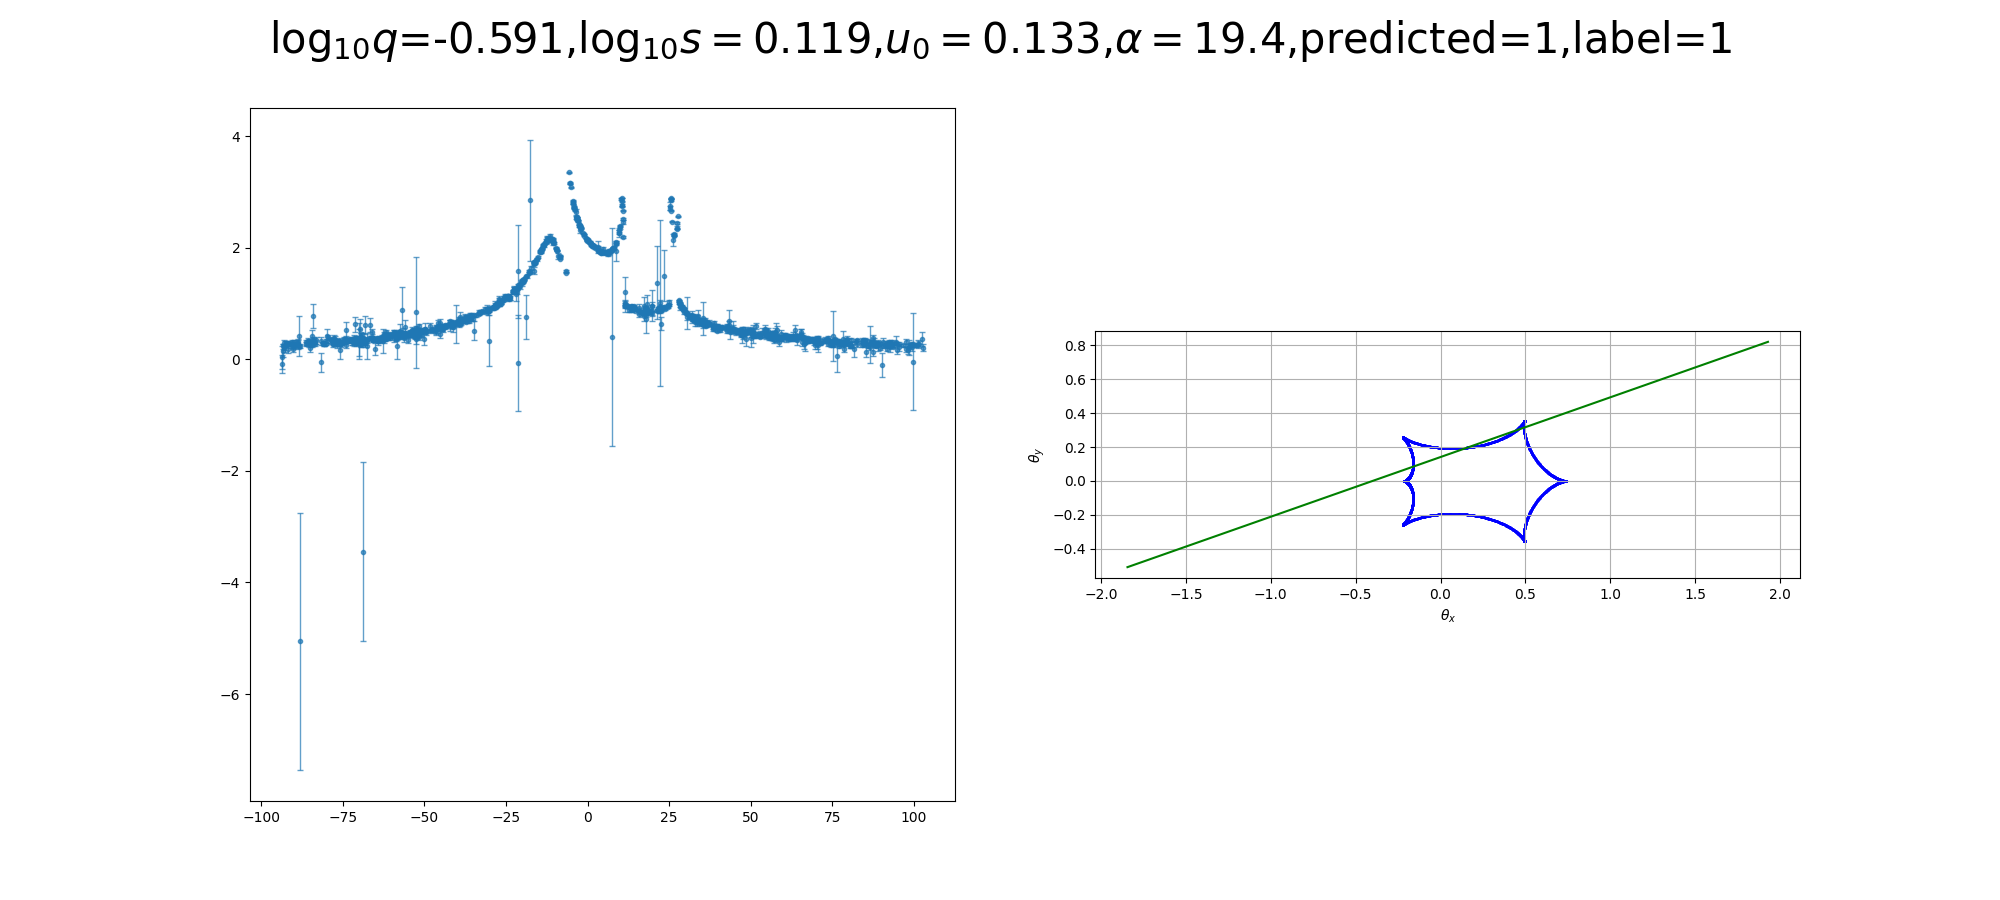 log₁₀q=-0.591,log₁₀s = 0.119,u₀ = 0.133,α = 19.4,predicted=1,label=1
4
2
0
−2
−4
−6
−100 −75 −50 −25 0 25 50 75 100
0.8
0.6
0.4
0.2
0.0
−0.2
−0.4
θy
−2.0 −1.5 −1.0 −0.5 0.0 0.5 1.0 1.5 2.0
θx